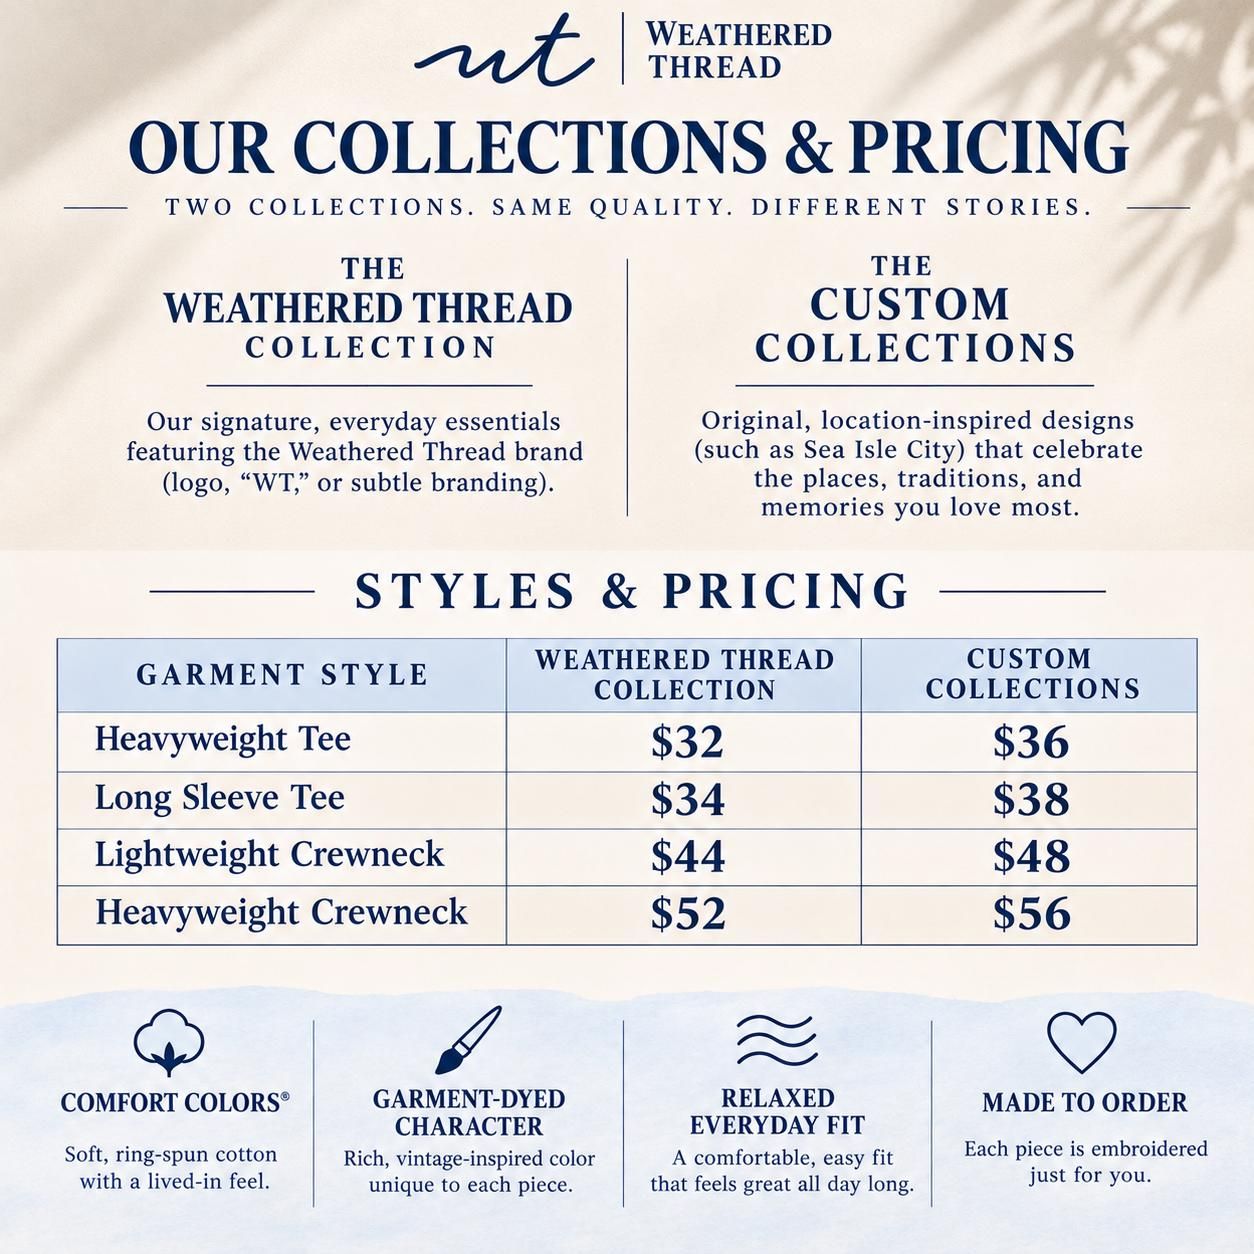 wt
WEATHERED
THREAD
OUR COLLECTIONS & PRICING
TWO COLLECTIONS. SAME QUALITY. DIFFERENT STORIES.
THE
WEATHERED THREAD
COLLECTION
Our signature, everyday essentials
featuring the Weathered Thread brand
(logo, “WT,” or subtle branding).
THE
CUSTOM
COLLECTIONS
Original, location-inspired designs
(such as Sea Isle City) that celebrate
the places, traditions, and
memories you love most.
STYLES & PRICING
GARMENT STYLE
WEATHERED THREAD
COLLECTION
CUSTOM
COLLECTIONS
Heavyweight Tee $32 $36
Long Sleeve Tee $34 $38
Lightweight Crewneck $44 $48
Heavyweight Crewneck $52 $56
COMFORT COLORS®
Soft, ring-spun cotton
with a lived-in feel.
GARMENT-DYED
CHARACTER
Rich, vintage-inspired color
unique to each piece.
RELAXED
EVERYDAY FIT
A comfortable, easy fit
that feels great all day long.
MADE TO ORDER
Each piece is embroidered
just for you.